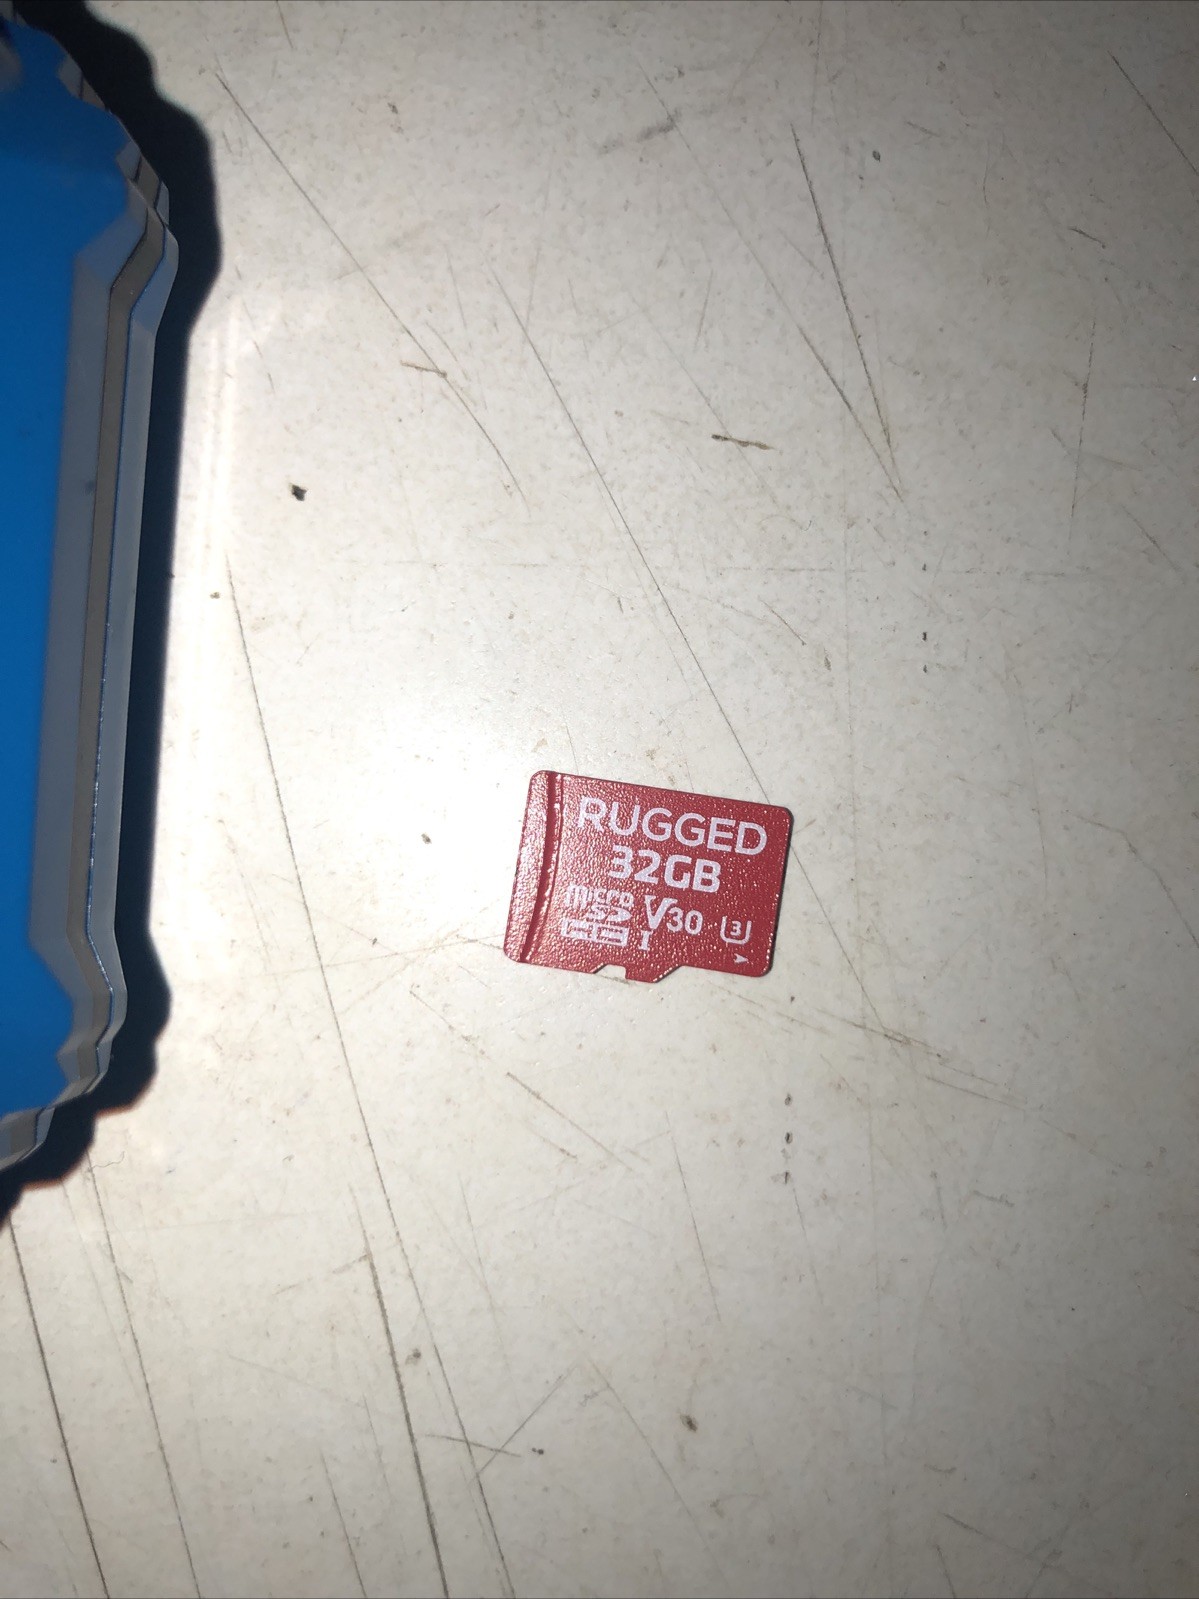 RUGGED
32GB
micro SD HC I V30 3